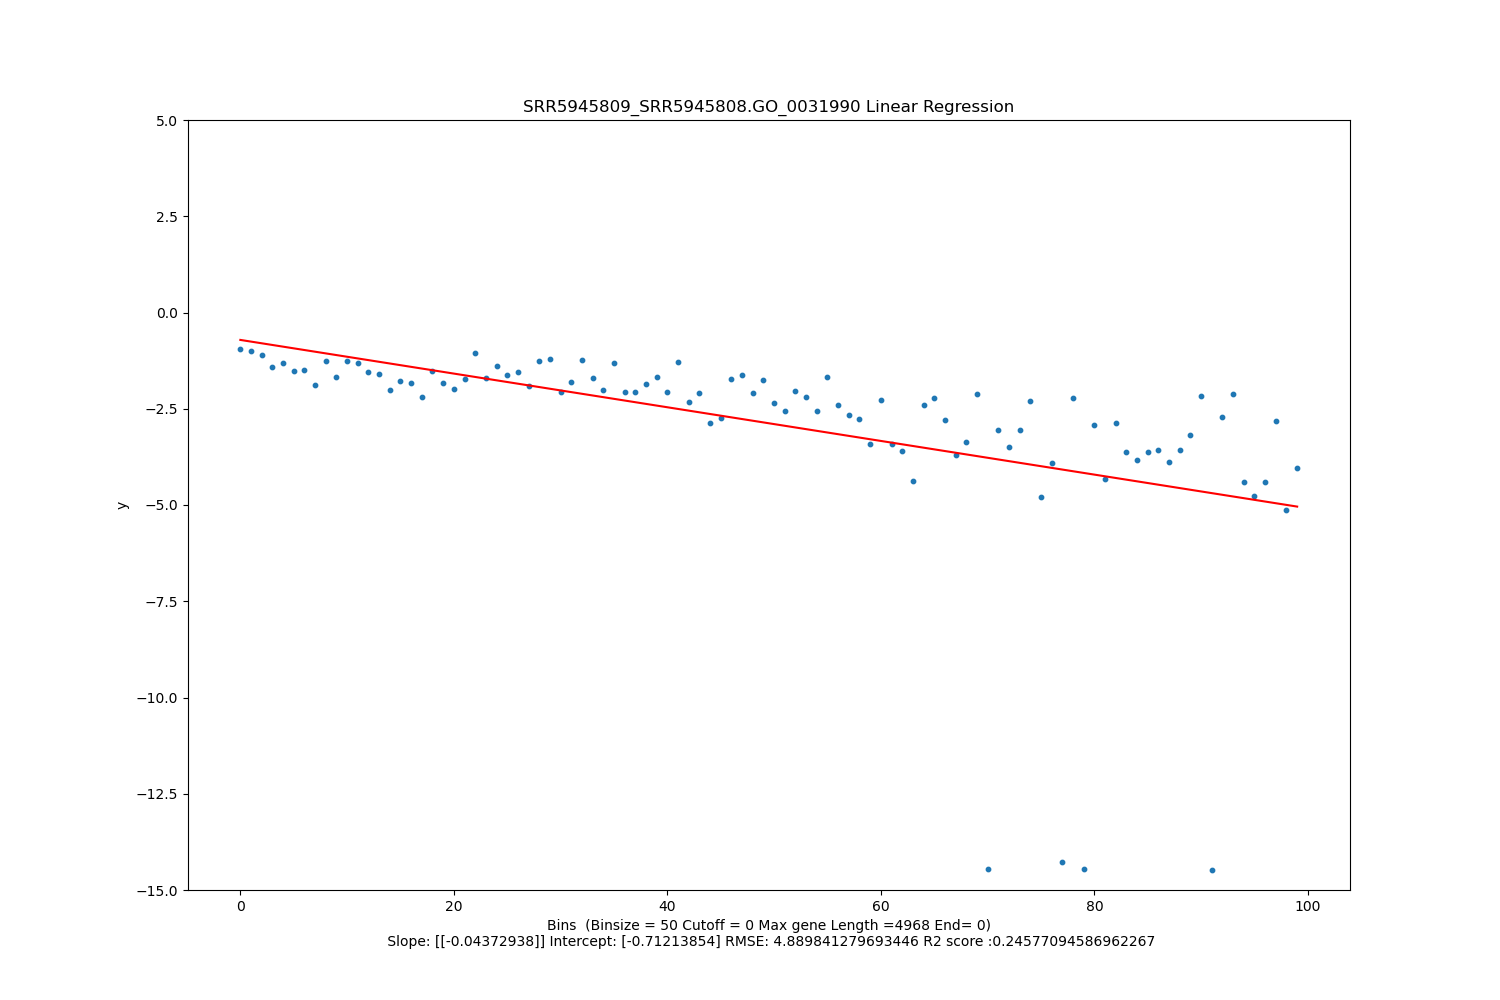 SRR5945809_SRR5945808.GO_0031990 Linear Regression
5.0
2.5
0.0
−2.5
−5.0
−7.5
−10.0
−12.5
−15.0
y
0 20 40 60 80 100
Bins  (Binsize = 50 Cutoff = 0 Max gene Length =4968 End= 0)
Slope: [[-0.04372938]] Intercept: [-0.71213854] RMSE: 4.889841279693446 R2 score :0.24577094586962267